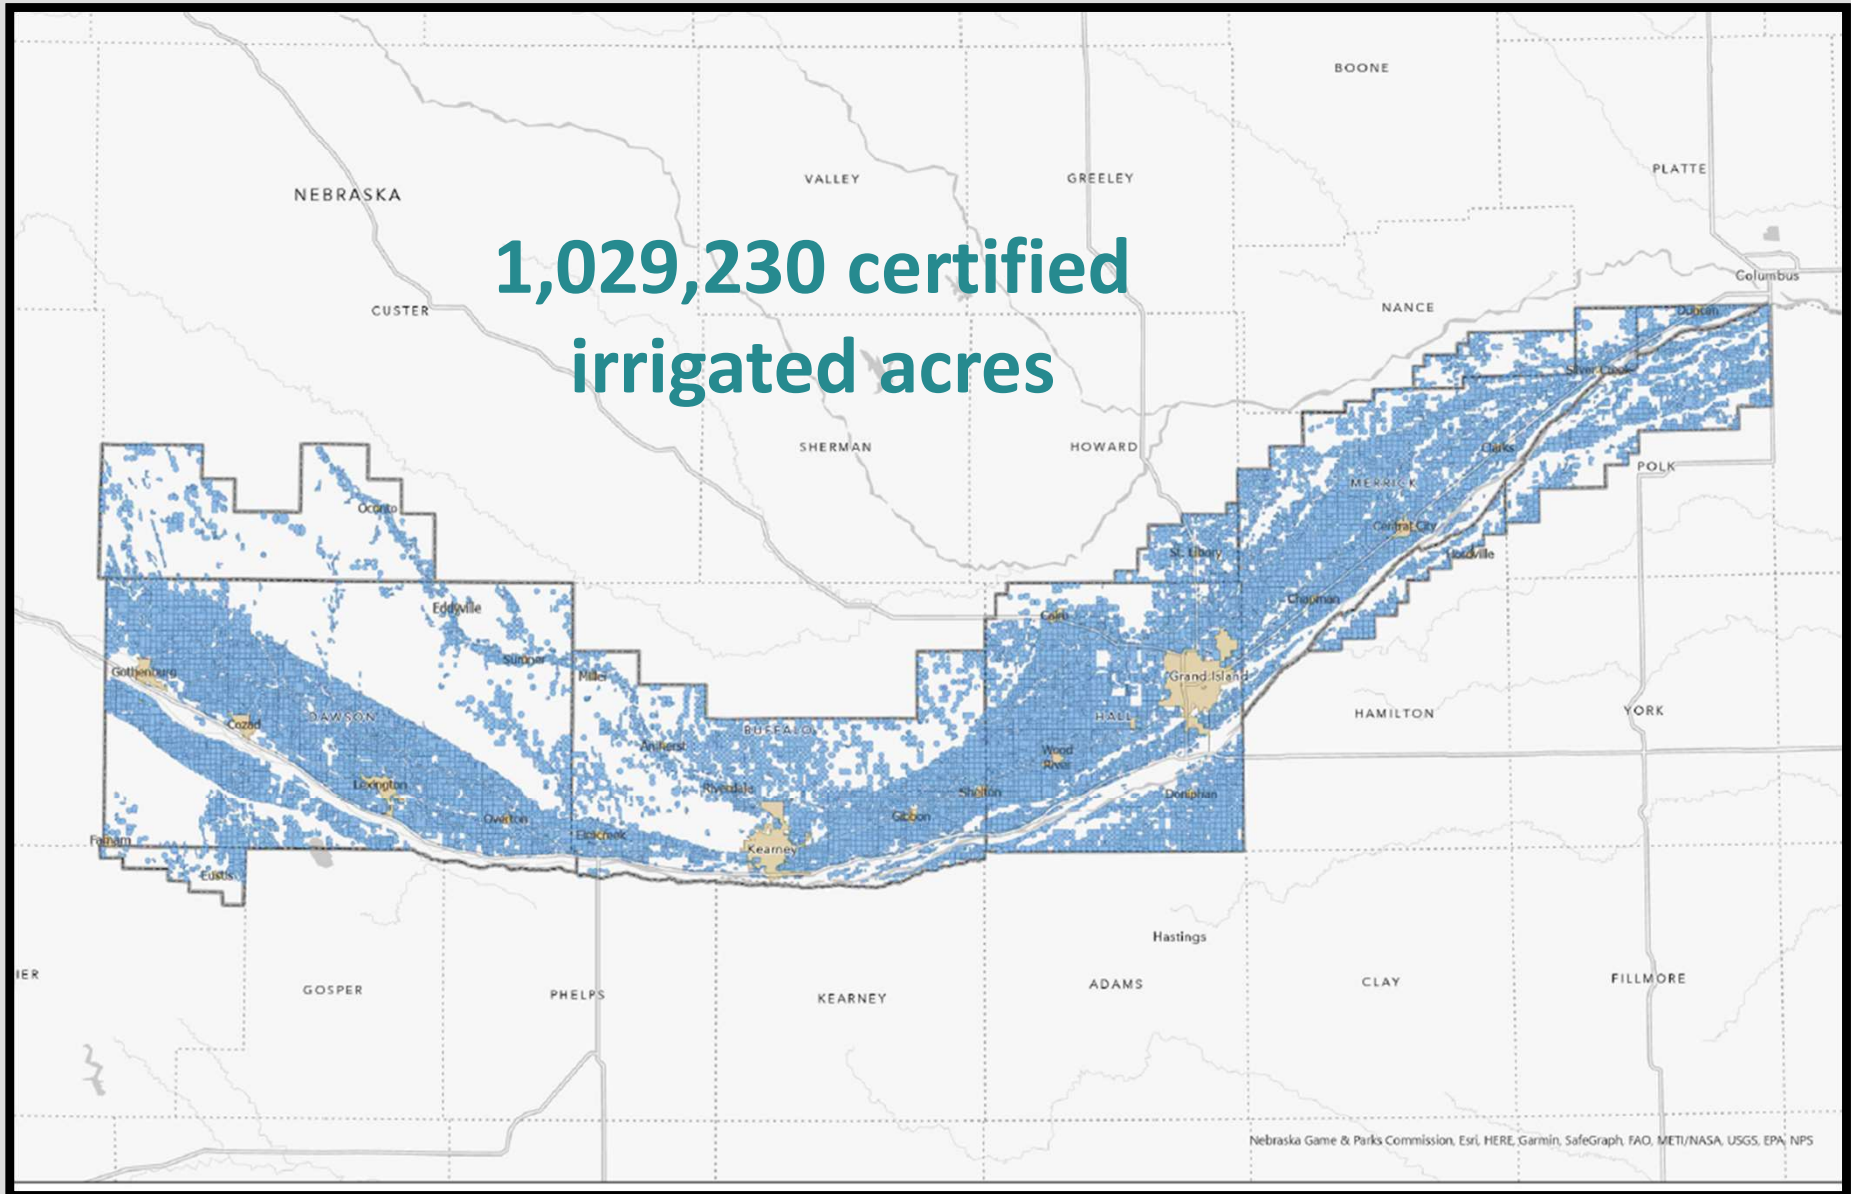 BOONE
PLATTE
VALLEY
GREELEY
NEBRASKA
1,029,230 certified
irrigated acres
Columbus
NANCE
CUSTER
Duncan
Silver Creek
SHERMAN
HOWARD
Clarks
POLK
MERRICK
Oconto
Central City
St. Libory
Hordville
Chapman
Eddyville
Cairo
Sumner
Gothenburg
Miller
Grand Island
DAWSON
HALL
HAMILTON
YORK
Cozad
BUFFALO
Amherst
Wood
River
Lexington
Riverdale
Shelton
Doniphan
Overton
Gibbon
Elm Creek
Farnam
Kearney
Eustis
Hastings
IER
GOSPER
PHELPS
KEARNEY
ADAMS
CLAY
FILLMORE
Nebraska Game & Parks Commission, Esri, HERE, Garmin, SafeGraph, FAO, METI/NASA, USGS, EPA, NPS